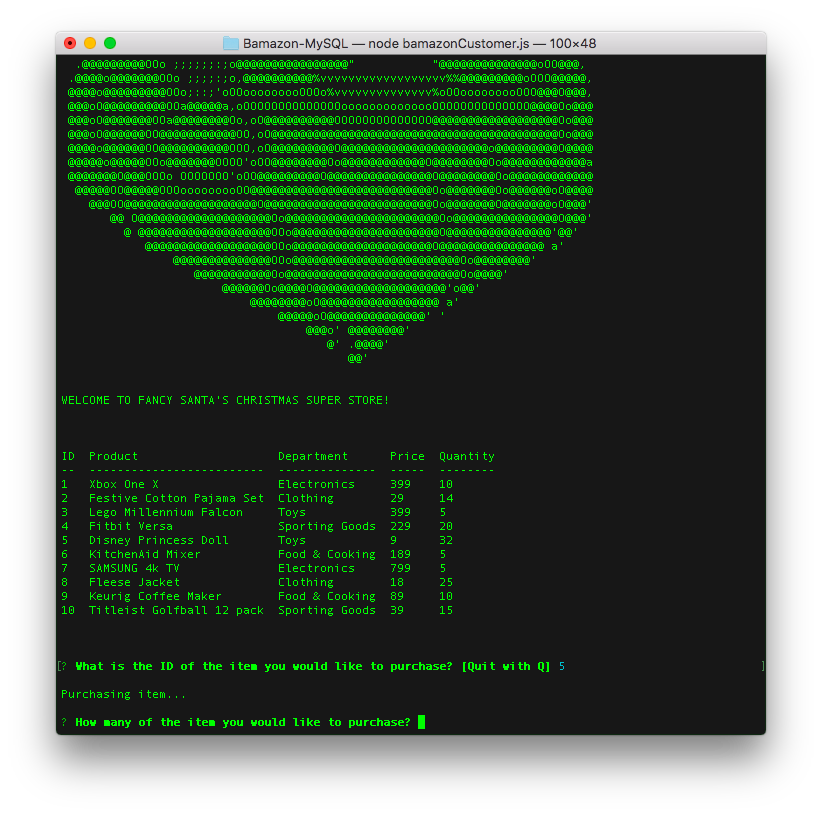 Bamazon-MySQL — node bamazonCustomer.js — 100×48
WELCOME TO FANCY SANTA'S CHRISTMAS SUPER STORE!
ID  Product                    Department      Price  Quantity
--  -------------------------  --------------  -----  --------
1   Xbox One X                 Electronics     399    10
2   Festive Cotton Pajama Set  Clothing        29     14
3   Lego Millennium Falcon     Toys            399    5
4   Fitbit Versa               Sporting Goods  229    20
5   Disney Princess Doll       Toys            9      32
6   KitchenAid Mixer           Food & Cooking  189    5
7   SAMSUNG 4k TV              Electronics     799    5
8   Fleese Jacket              Clothing        18     25
9   Keurig Coffee Maker        Food & Cooking  89     10
10  Titleist Golfball 12 pack  Sporting Goods  39     15
[? What is the ID of the item you would like to purchase? [Quit with Q] 5 ]
Purchasing item...
? How many of the item you would like to purchase?